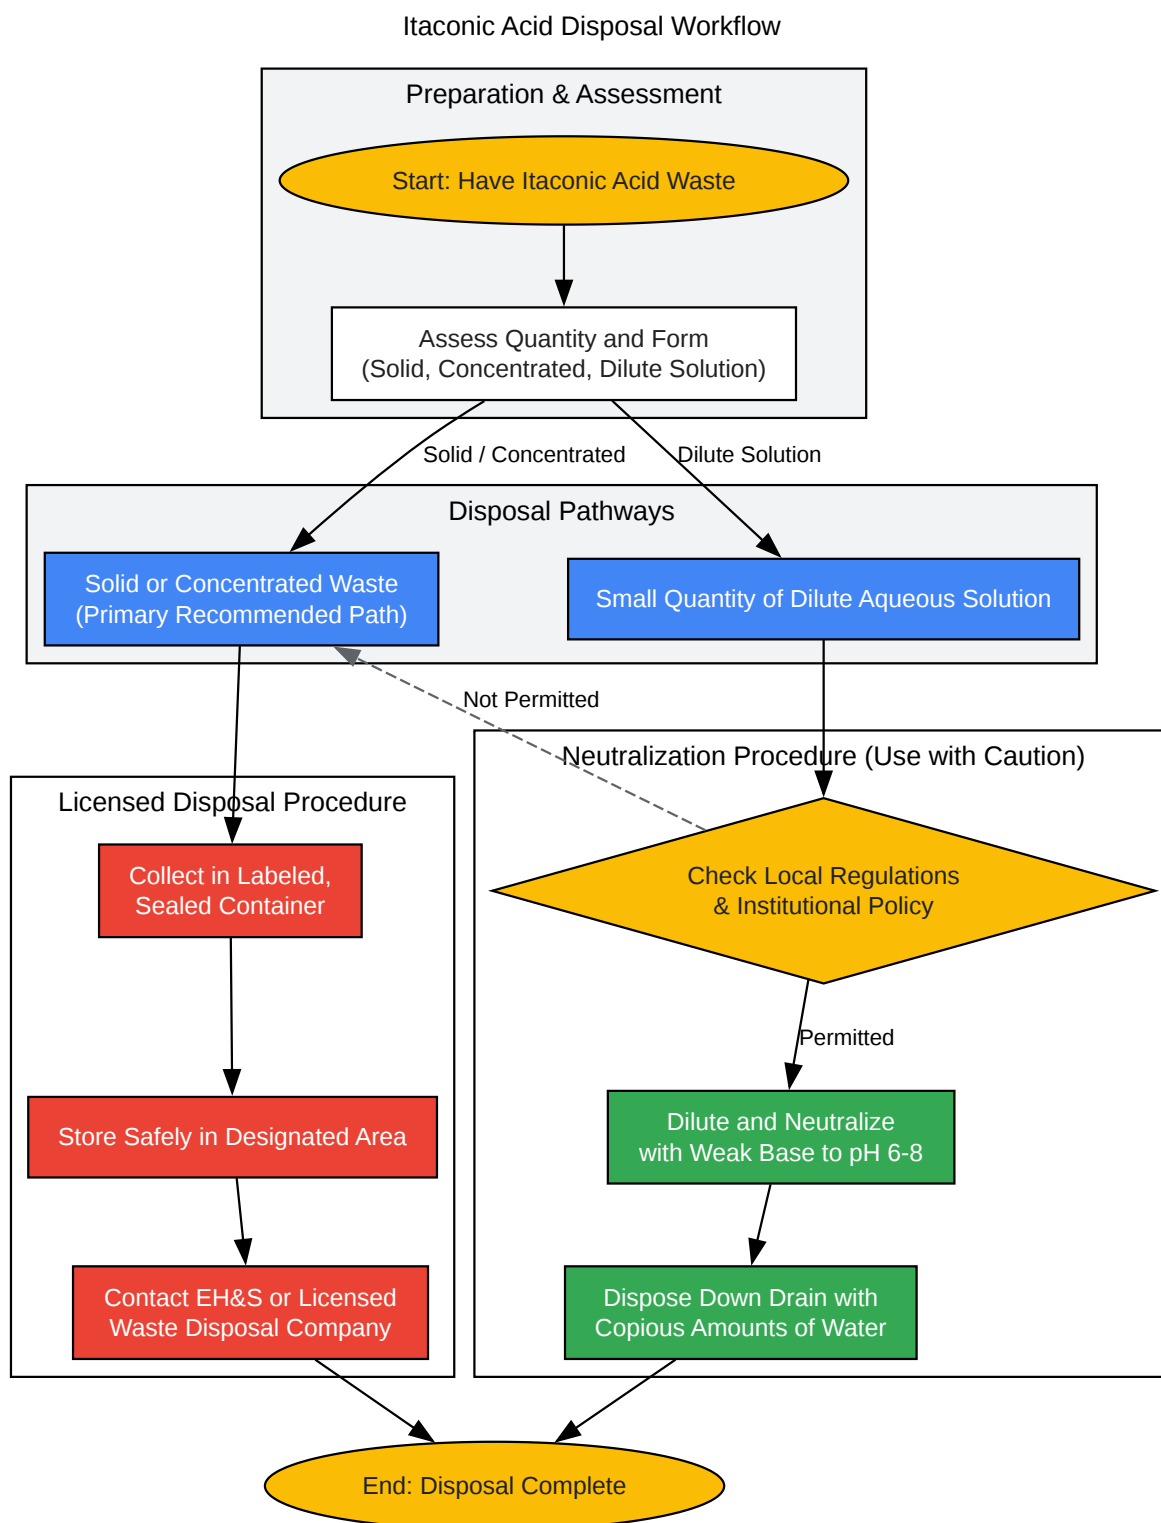 Itaconic Acid Disposal Workflow
Preparation & Assessment
Start: Have Itaconic Acid Waste
Assess Quantity and Form
(Solid, Concentrated, Dilute Solution)
Solid / Concentrated
Dilute Solution
Disposal Pathways
Solid or Concentrated Waste
(Primary Recommended Path)
Small Quantity of Dilute Aqueous Solution
Not Permitted
Neutralization Procedure (Use with Caution)
Licensed Disposal Procedure
Collect in Labeled,
Sealed Container
Check Local Regulations
& Institutional Policy
Permitted
Store Safely in Designated Area
Dilute and Neutralize
with Weak Base to pH 6-8
Contact EH&S or Licensed
Waste Disposal Company
Dispose Down Drain with
Copious Amounts of Water
End: Disposal Complete